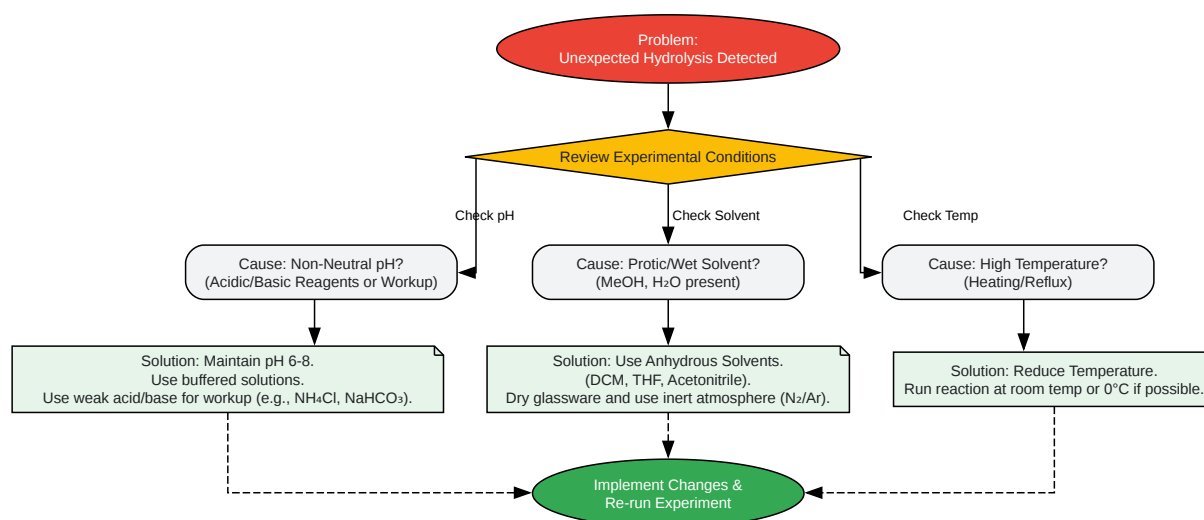 Problem:
Unexpected Hydrolysis Detected
Review Experimental Conditions
Check pH
Check Solvent
Check Temp
Cause: Non-Neutral pH?
(Acidic/Basic Reagents or Workup)
Cause: Protic/Wet Solvent?
(MeOH, H₂O present)
Cause: High Temperature?
(Heating/Reflux)
Solution: Maintain pH 6-8.
Use buffered solutions.
Use weak acid/base for workup (e.g., NH₄Cl, NaHCO₃).
Solution: Use Anhydrous Solvents.
(DCM, THF, Acetonitrile).
Dry glassware and use inert atmosphere (N₂/Ar).
Solution: Reduce Temperature.
Run reaction at room temp or 0°C if possible.
Implement Changes &
Re-run Experiment